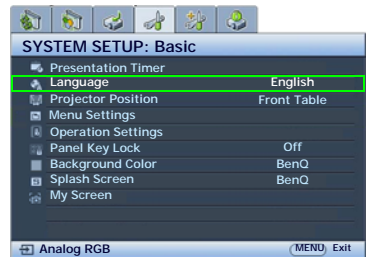 SYSTEM SETUP: Basic
Presentation Timer
Language English
Projector Position Front Table
Menu Settings
Operation Settings
Panel Key Lock Off
Background Color BenQ
Splash Screen BenQ
My Screen
Analog RGB MENU Exit